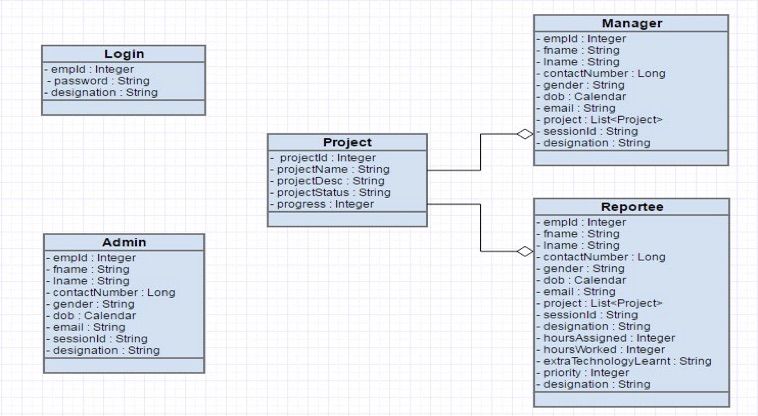 Login
- empId : Integer
- password : String
- designation : String
Admin
- empId : Integer
- fname : String
- lname : String
- contactNumber : Long
- gender : String
- dob : Calendar
- email : String
- sessionId : String
- designation : String
Project
- projectId : Integer
- projectName : String
- projectDesc : String
- projectStatus : String
- progress : Integer
Manager
- empId : Integer
- fname : String
- lname : String
- contactNumber : Long
- gender : String
- dob : Calendar
- email : String
- project : List<Project>
- sessionId : String
- designation : String
Reportee
- empId : Integer
- fname : String
- lname : String
- contactNumber : Long
- gender : String
- dob : Calendar
- email : String
- project : List<Project>
- sessionId : String
- designation : String
- hoursAssigned : Integer
- hoursWorked : Integer
- extraTechnologyLearnt : String
- priority : Integer
- designation : String